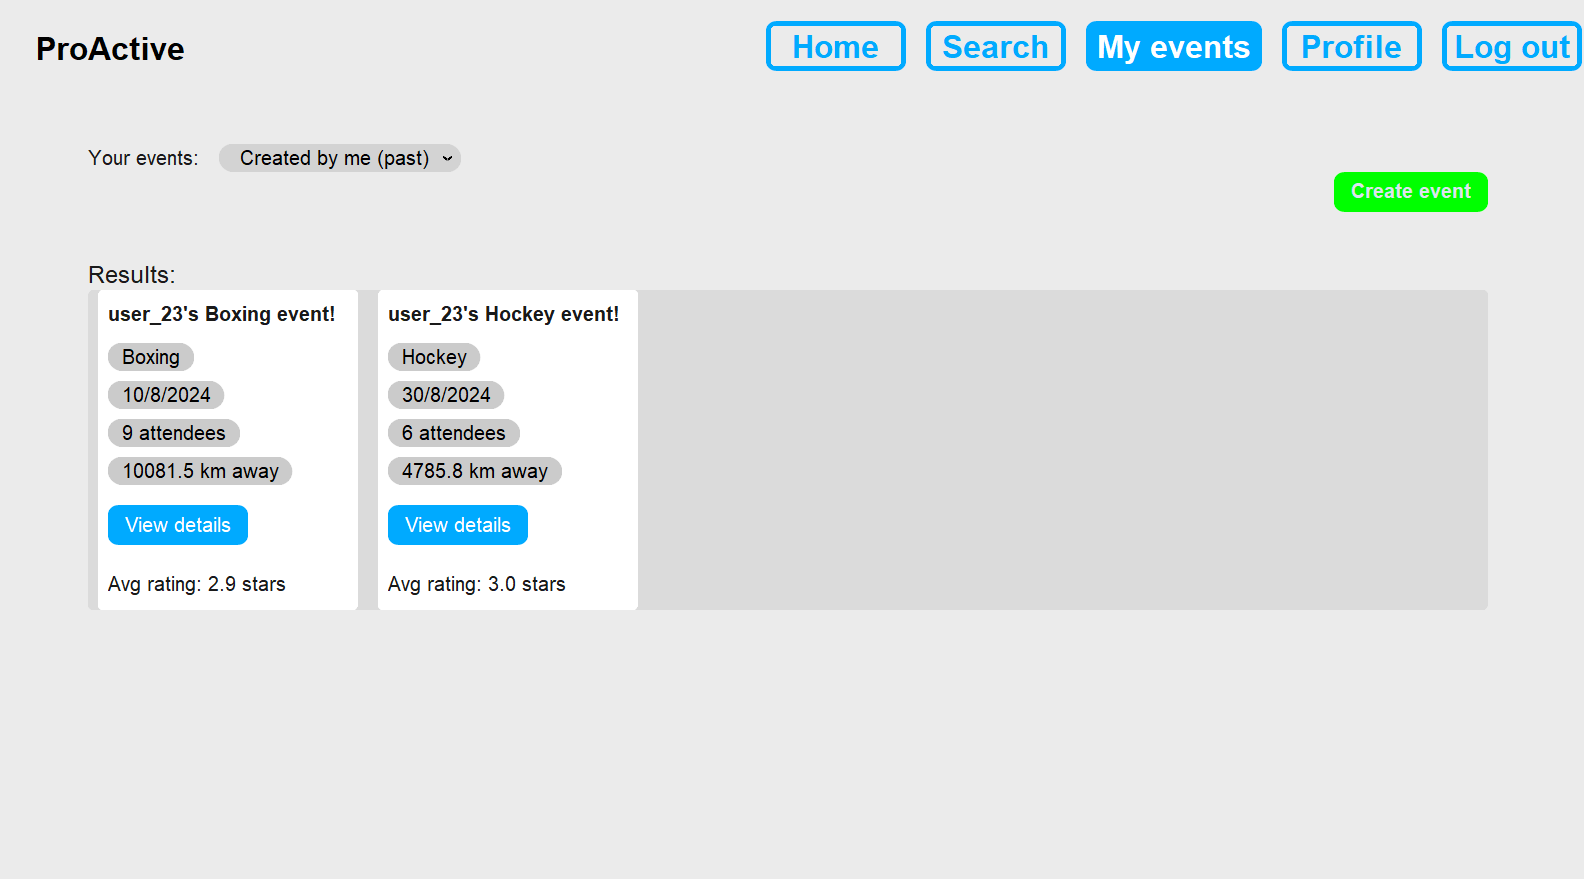 ProActive
Home
Search
My events
Profile
Log out
Your events:
Created by me (past)
Create event
Results:
user_23's Boxing event!
Boxing
10/8/2024
9 attendees
10081.5 km away
View details
Avg rating: 2.9 stars
user_23's Hockey event!
Hockey
30/8/2024
6 attendees
4785.8 km away
View details
Avg rating: 3.0 stars